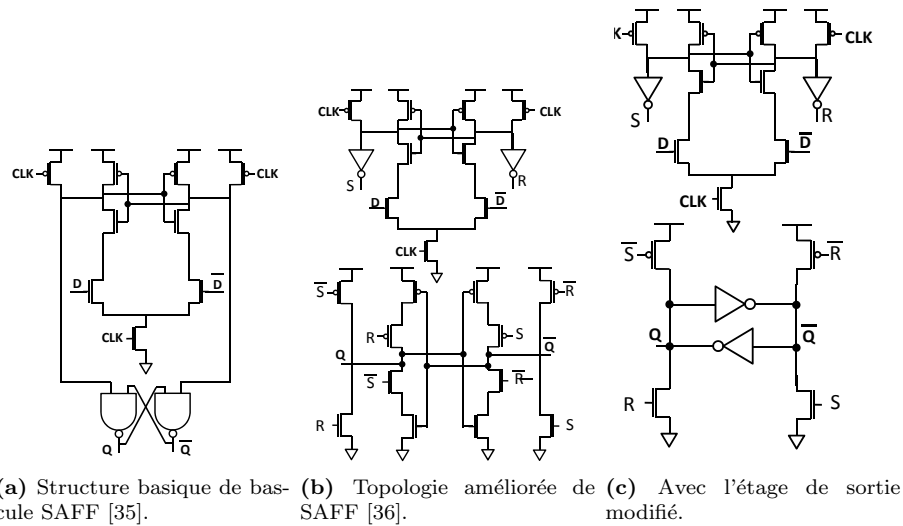 CLK CLK
D D̅
CLK
Q Q̅
CLK CLK
S R
D D̅
CLK
S̅ R̅
R S
Q Q̅
S̅ R̅
R S
K CLK
S R
D D̅
CLK
S̅ R̅
Q Q̅
R S
(a) Structure basique de bas-
cule SAFF [35].
(b) Topologie améliorée de
SAFF [36].
(c) Avec l'étage de sortie
modifié.